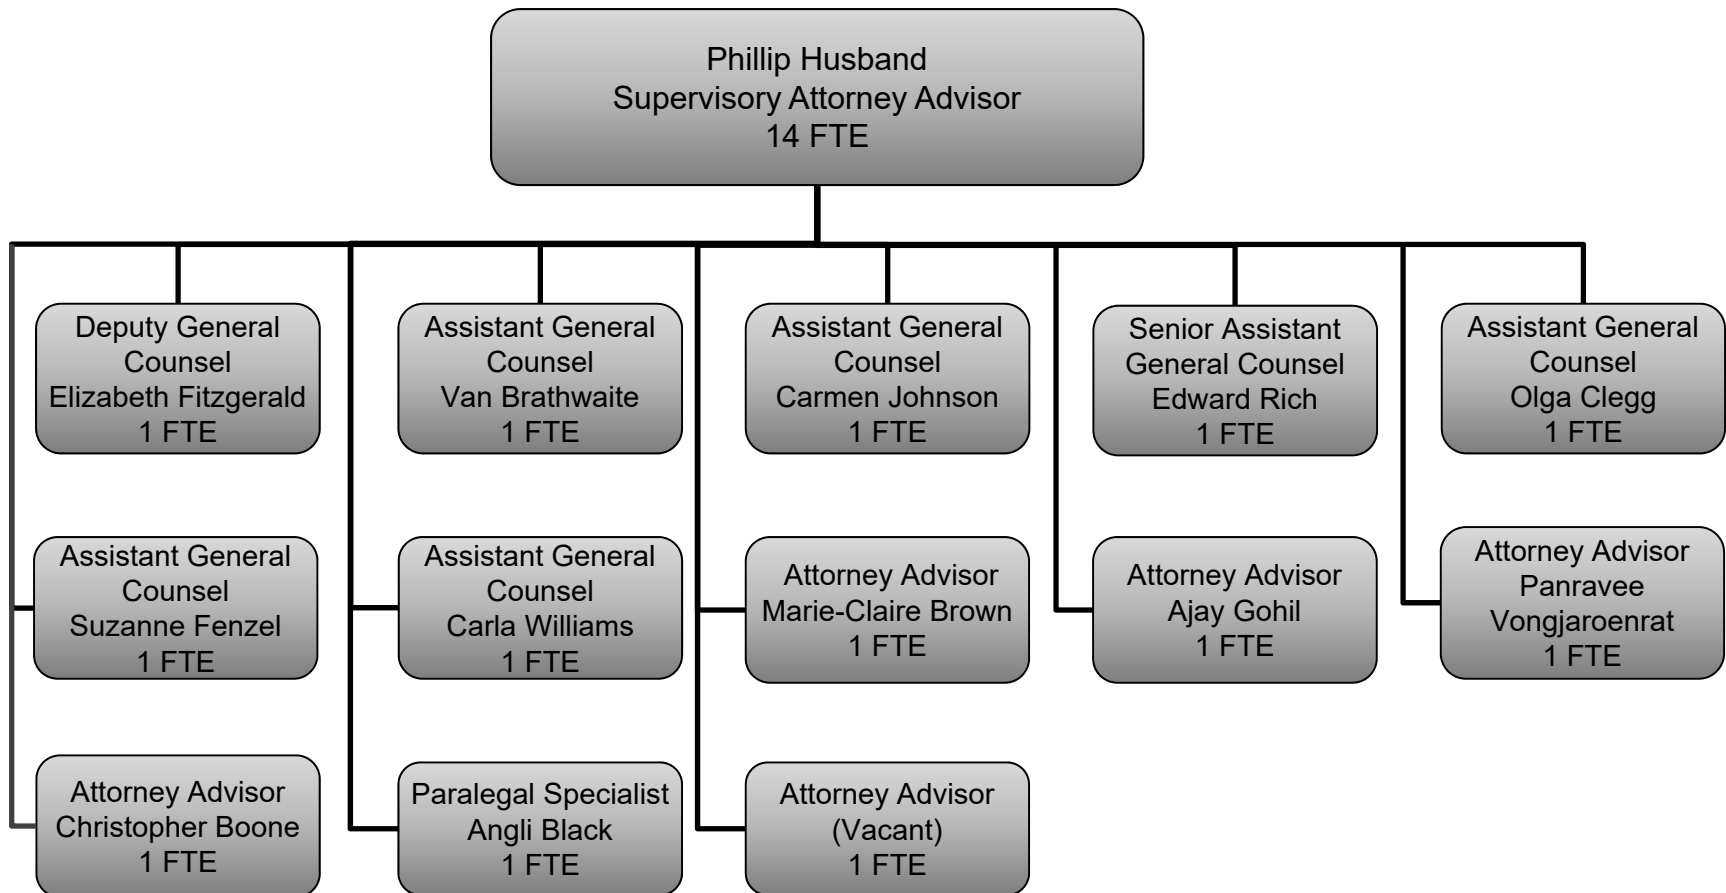 Phillip Husband
Supervisory Attorney Advisor
14 FTE
Deputy General
Counsel
Elizabeth Fitzgerald
1 FTE
Assistant General
Counsel
Van Brathwaite
1 FTE
Assistant General
Counsel
Carmen Johnson
1 FTE
Senior Assistant
General Counsel
Edward Rich
1 FTE
Assistant General
Counsel
Olga Clegg
1 FTE
Assistant General
Counsel
Suzanne Fenzel
1 FTE
Assistant General
Counsel
Carla Williams
1 FTE
Attorney Advisor
Marie-Claire Brown
1 FTE
Attorney Advisor
Ajay Gohil
1 FTE
Attorney Advisor
Panravee
Vongjaroenrat
1 FTE
Attorney Advisor
Christopher Boone
1 FTE
Paralegal Specialist
Angli Black
1 FTE
Attorney Advisor
(Vacant)
1 FTE